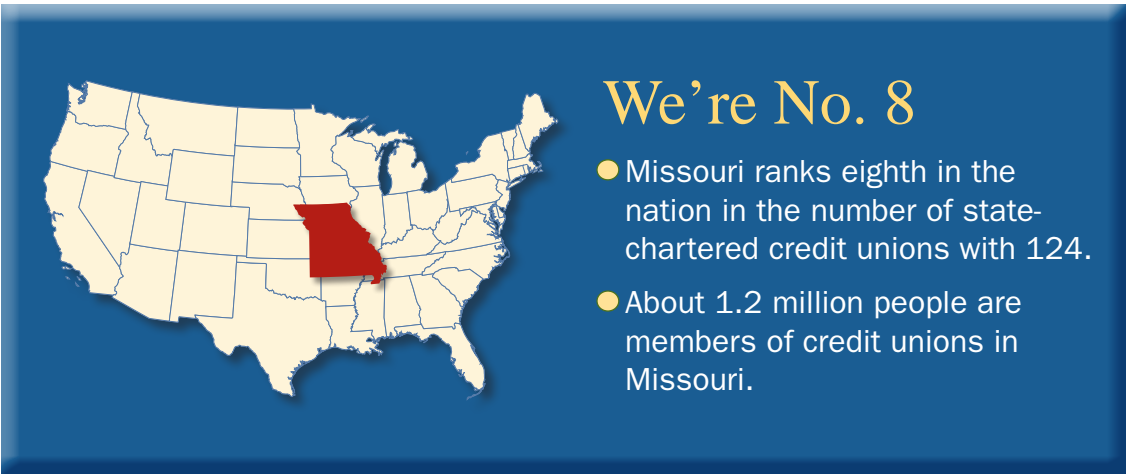 We’re No. 8
Missouri ranks eighth in the
nation in the number of state-
chartered credit unions with 124.
About 1.2 million people are
members of credit unions in
Missouri.